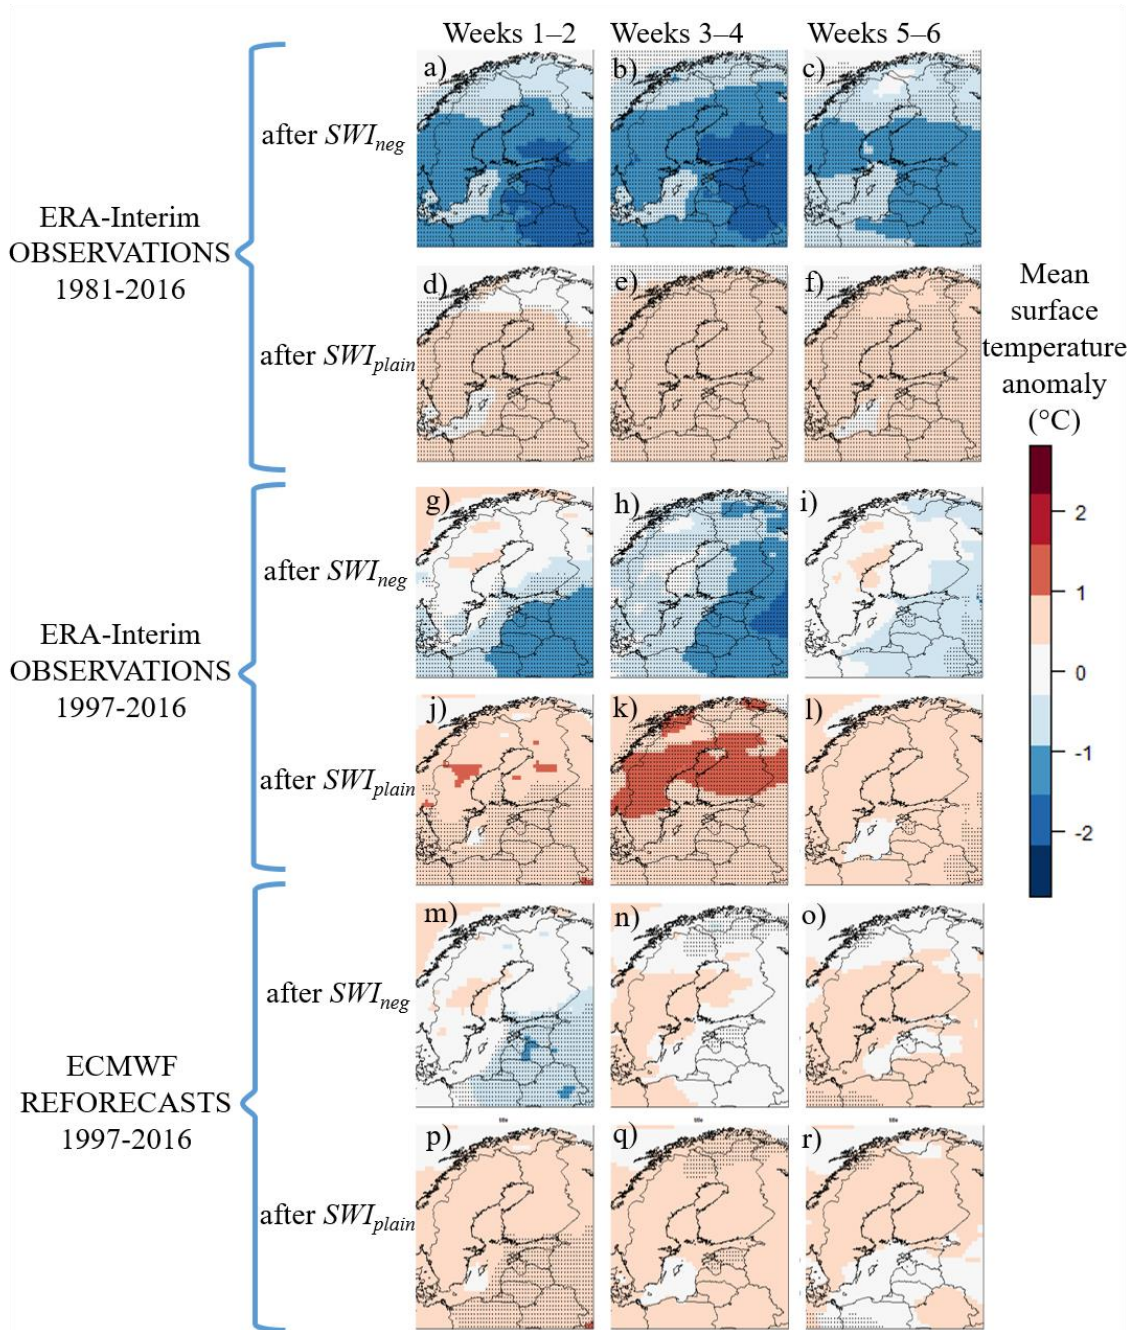 Weeks 1–2 Weeks 3–4 Weeks 5–6
a) b) c)
after SWIneg
ERA-Interim
OBSERVATIONS
1981-2016
d) e) f)
after SWIplain
Mean
surface
temperature
anomaly
(°C)
2
1
0
-1
-2
g) h) i)
after SWIneg
ERA-Interim
OBSERVATIONS
1997-2016
j) k) l)
after SWIplain
m) n) o)
after SWIneg
ECMWF
REFORECASTS
1997-2016
p) q) r)
after SWIplain